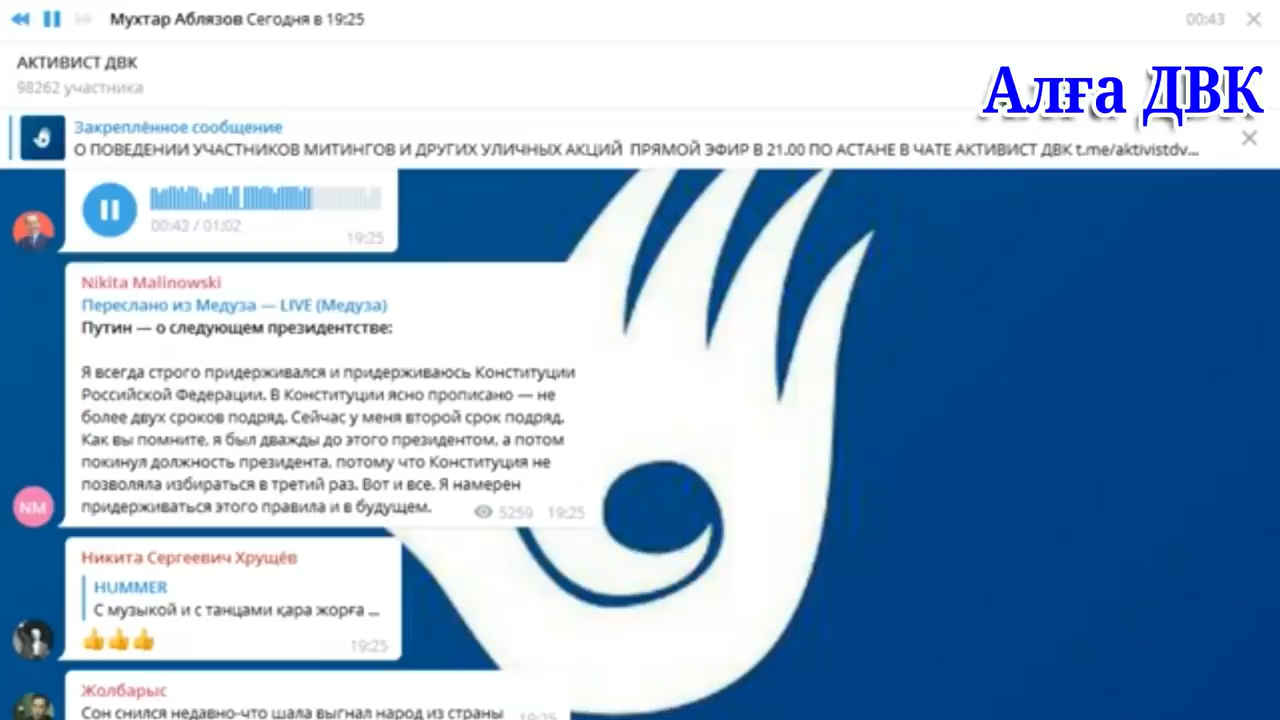 Мухтар Аблязов Сегодня в 19:25
00:43
АКТИВИСТ ДВК
98262 участника
Алға ДВК
Закреплённое сообщение
О ПОВЕДЕНИИ УЧАСТНИКОВ МИТИНГОВ И ДРУГИХ УЛИЧНЫХ АКЦИЙ ПРЯМОЙ ЭФИР В 21.00 ПО АСТАНЕ В ЧАТЕ АКТИВИСТ ДВК t.me/aktivistdv...
00:43 / 01:02
19:25
Nikita Malinowski
Переслано из Медуза — LIVE (Медуза)
Путин — о следующем президентстве:
Я всегда строго придерживался и придерживаюсь Конституции
Российской Федерации. В Конституции ясно прописано — не
более двух сроков подряд. Сейчас у меня второй срок подряд.
Как вы помните, я был дважды до этого президентом, а потом
покинул должность президента, потому что Конституция не
позволяла избираться в третий раз. Вот и все. Я намерен
придерживаться этого правила и в будущем.
5259 19:25
NM
Никита Сергеевич Хрущёв
HUMMER
С музыкой и с танцами қара жорға ...
👍👍👍
19:25
Жолбарыс
Сон снился недавно-что шала выгнал народ из страны
19:25